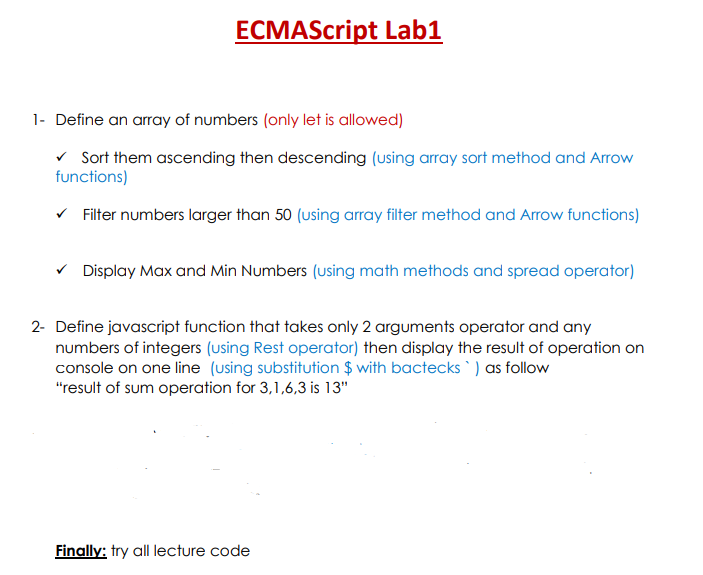 ECMAScript Lab1
1- Define an array of numbers (only let is allowed)
✓ Sort them ascending then descending (using array sort method and Arrow
functions)
✓ Filter numbers larger than 50 (using array filter method and Arrow functions)
✓ Display Max and Min Numbers (using math methods and spread operator)
2- Define javascript function that takes only 2 arguments operator and any
numbers of integers (using Rest operator) then display the result of operation on
console on one line (using substitution $ with bactecks ` ) as follow
“result of sum operation for 3,1,6,3 is 13”
Finally: try all lecture code